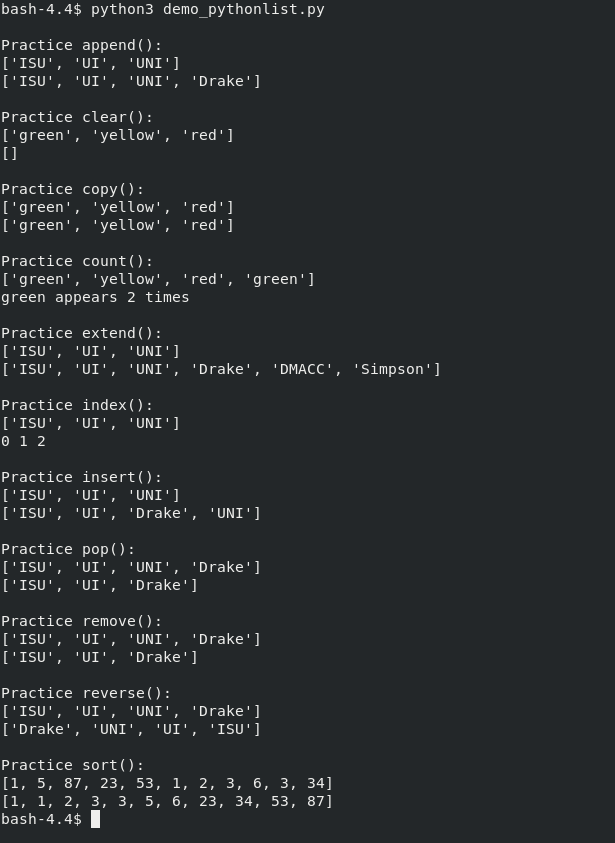 bash-4.4$ python3 demo_pythonlist.py
Practice append():
['ISU', 'UI', 'UNI']
['ISU', 'UI', 'UNI', 'Drake']
Practice clear():
['green', 'yellow', 'red']
[]
Practice copy():
['green', 'yellow', 'red']
['green', 'yellow', 'red']
Practice count():
['green', 'yellow', 'red', 'green']
green appears 2 times
Practice extend():
['ISU', 'UI', 'UNI']
['ISU', 'UI', 'UNI', 'Drake', 'DMACC', 'Simpson']
Practice index():
['ISU', 'UI', 'UNI']
0 1 2
Practice insert():
['ISU', 'UI', 'UNI']
['ISU', 'UI', 'Drake', 'UNI']
Practice pop():
['ISU', 'UI', 'UNI', 'Drake']
['ISU', 'UI', 'Drake']
Practice remove():
['ISU', 'UI', 'UNI', 'Drake']
['ISU', 'UI', 'Drake']
Practice reverse():
['ISU', 'UI', 'UNI', 'Drake']
['Drake', 'UNI', 'UI', 'ISU']
Practice sort():
[1, 5, 87, 23, 53, 1, 2, 3, 6, 3, 34]
[1, 1, 2, 3, 3, 5, 6, 23, 34, 53, 87]
bash-4.4$